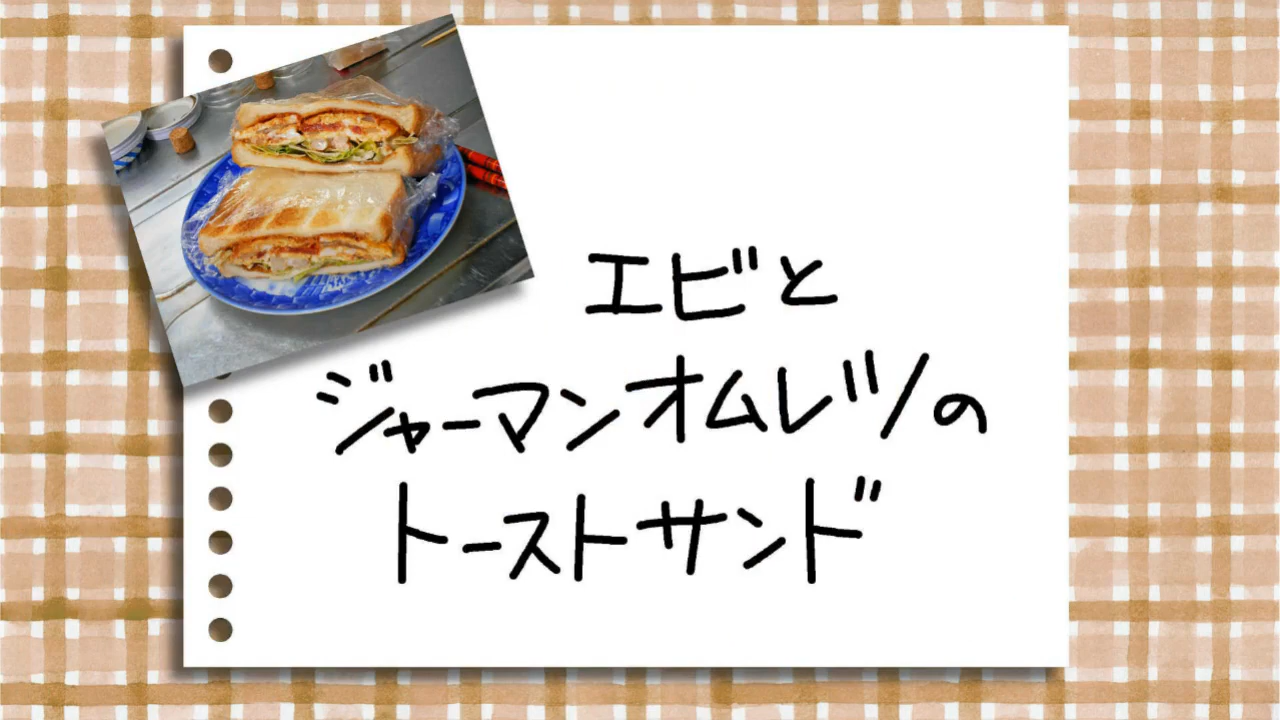 エビと
ジャーマンオムレツの
トーストサンド